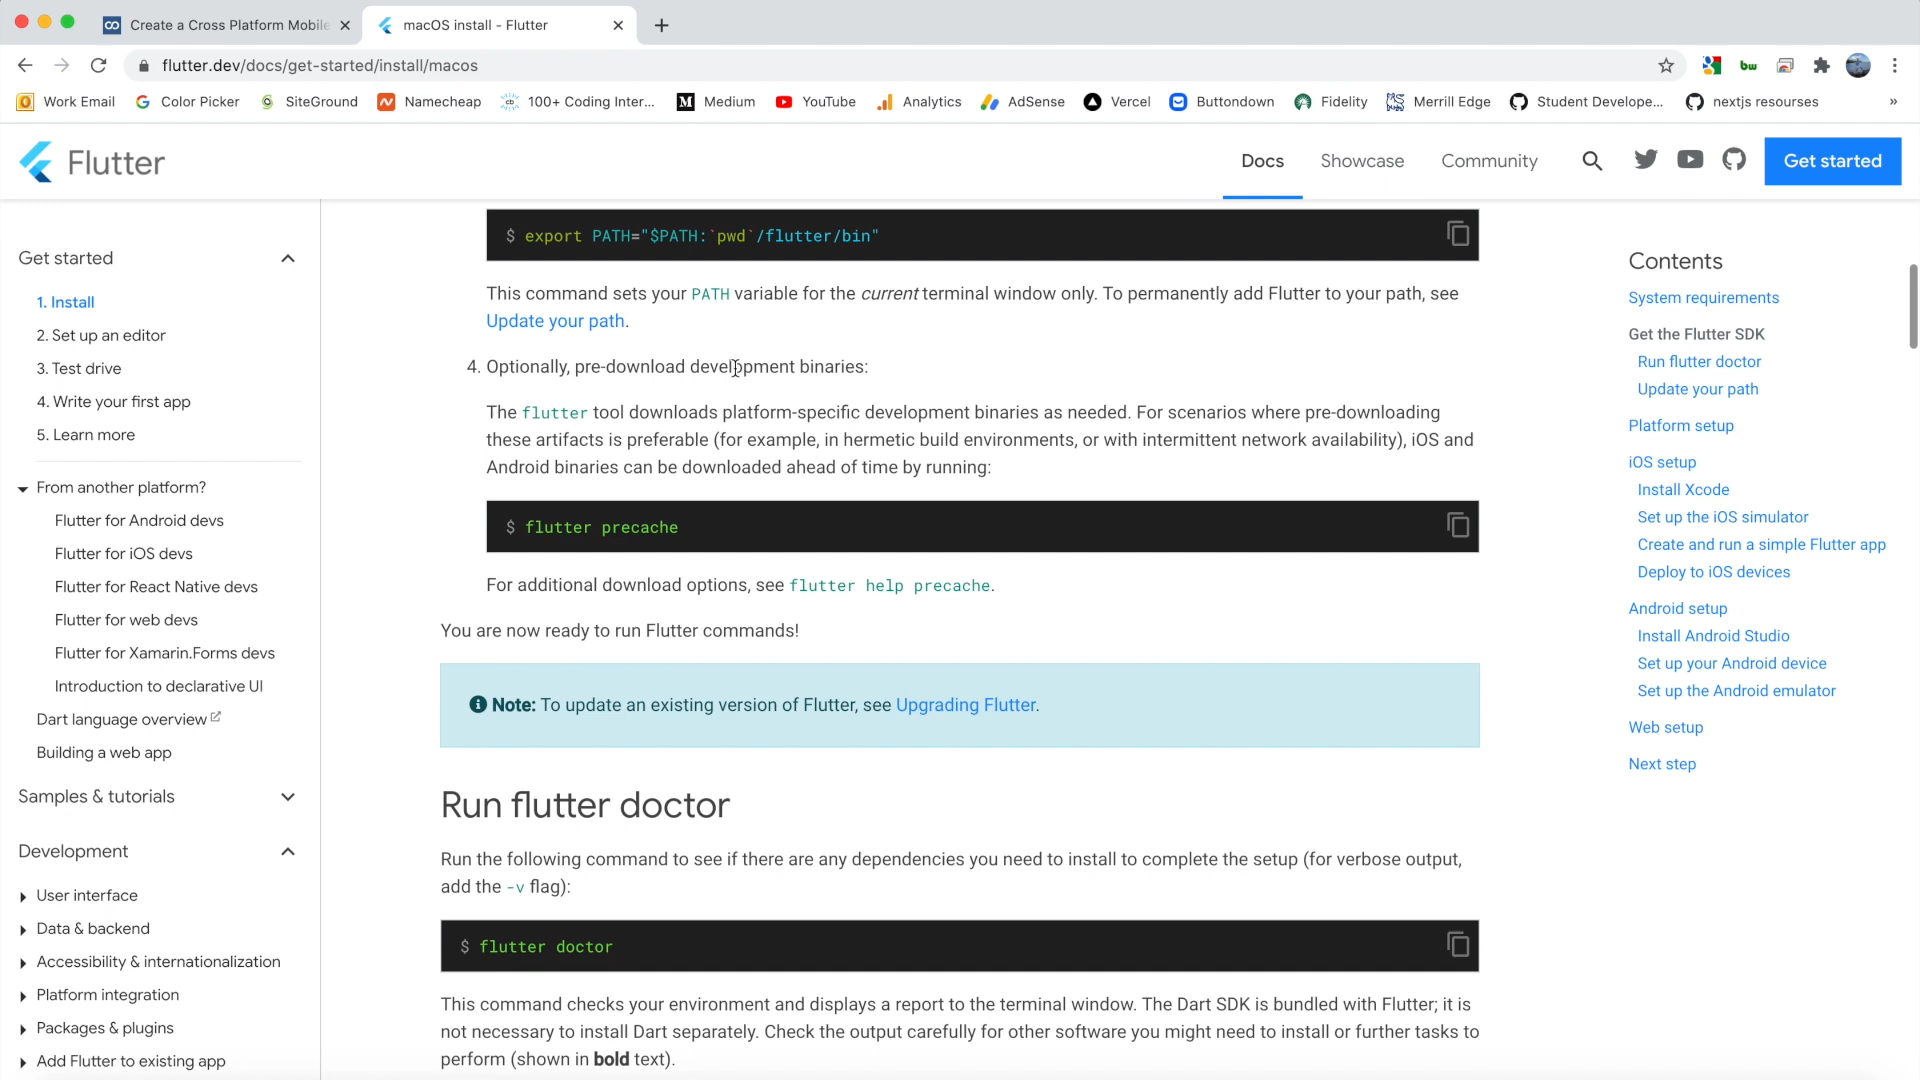 Create a Cross Platform Mobile
macOS install - Flutter
flutter.dev/docs/get-started/install/macos
Work Email
Color Picker
SiteGround
Namecheap
100+ Coding Inter...
Medium
YouTube
Analytics
AdSense
Vercel
Buttondown
Fidelity
Merrill Edge
Student Develope...
nextjs resourses
»
Flutter
Docs
Showcase
Community
Get started
Get started
1. Install
2. Set up an editor
3. Test drive
4. Write your first app
5. Learn more
From another platform?
Flutter for Android devs
Flutter for iOS devs
Flutter for React Native devs
Flutter for web devs
Flutter for Xamarin.Forms devs
Introduction to declarative UI
Dart language overview
Building a web app
Samples & tutorials
Development
User interface
Data & backend
Accessibility & internationalization
Platform integration
Packages & plugins
Add Flutter to existing app
$ export PATH="$PATH:`pwd`/flutter/bin"
This command sets your PATH variable for the current terminal window only. To permanently add Flutter to your path, see
Update your path.
4. Optionally, pre-download development binaries:
The flutter tool downloads platform-specific development binaries as needed. For scenarios where pre-downloading
these artifacts is preferable (for example, in hermetic build environments, or with intermittent network availability), iOS and
Android binaries can be downloaded ahead of time by running:
$ flutter precache
For additional download options, see flutter help precache.
You are now ready to run Flutter commands!
Note: To update an existing version of Flutter, see Upgrading Flutter.
Run flutter doctor
Run the following command to see if there are any dependencies you need to install to complete the setup (for verbose output,
add the -v flag):
$ flutter doctor
This command checks your environment and displays a report to the terminal window. The Dart SDK is bundled with Flutter; it is
not necessary to install Dart separately. Check the output carefully for other software you might need to install or further tasks to
perform (shown in bold text).
Contents
System requirements
Get the Flutter SDK
Run flutter doctor
Update your path
Platform setup
iOS setup
Install Xcode
Set up the iOS simulator
Create and run a simple Flutter app
Deploy to iOS devices
Android setup
Install Android Studio
Set up your Android device
Set up the Android emulator
Web setup
Next step